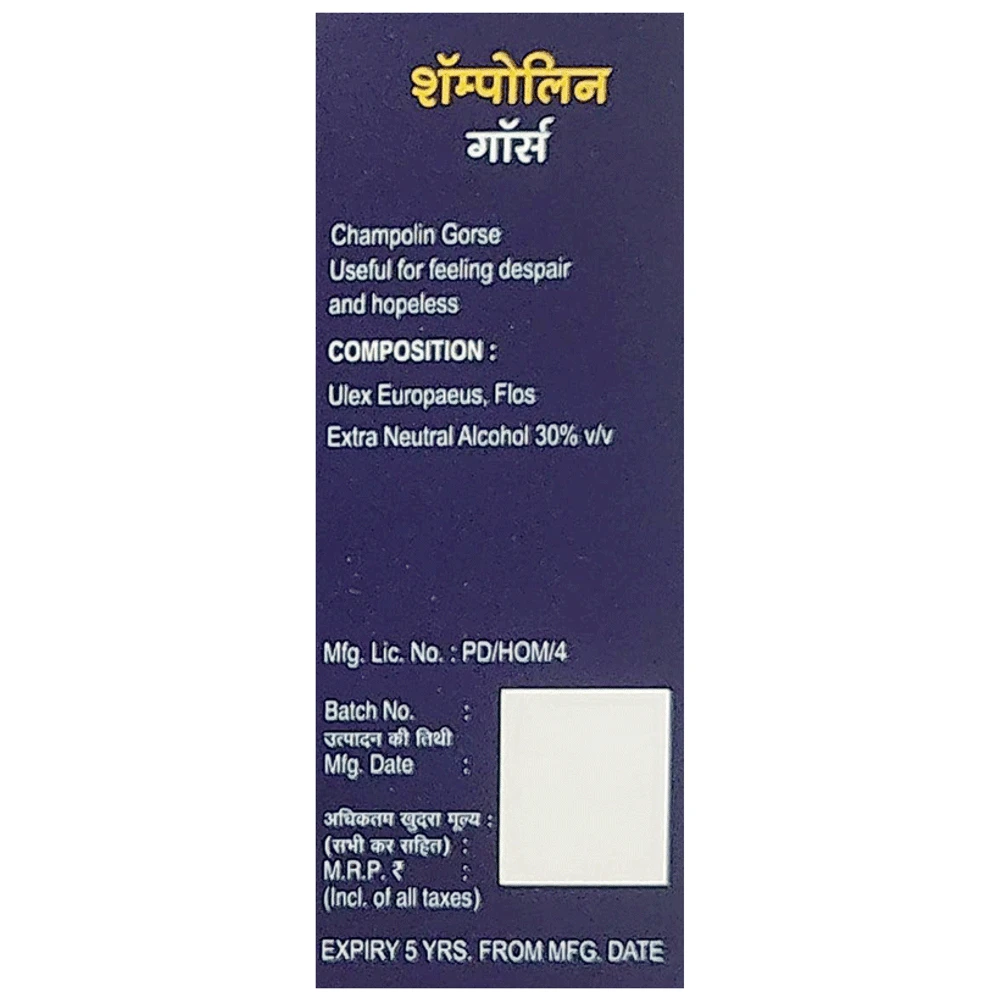 शॅम्पोलिन
गॉर्स
Champolin Gorse
Useful for feeling despair
and hopeless
COMPOSITION :
Ulex Europaeus, Flos
Extra Neutral Alcohol 30% v/v
Mfg. Lic. No. : PD/HOM/4
Batch No. :
उत्पादन की तिथी
Mfg. Date :
अधिकतम खुदरा मूल्य :
(सभी कर सहित) :
M.R.P. ₹ :
(Incl. of all taxes)
EXPIRY 5 YRS. FROM MFG. DATE